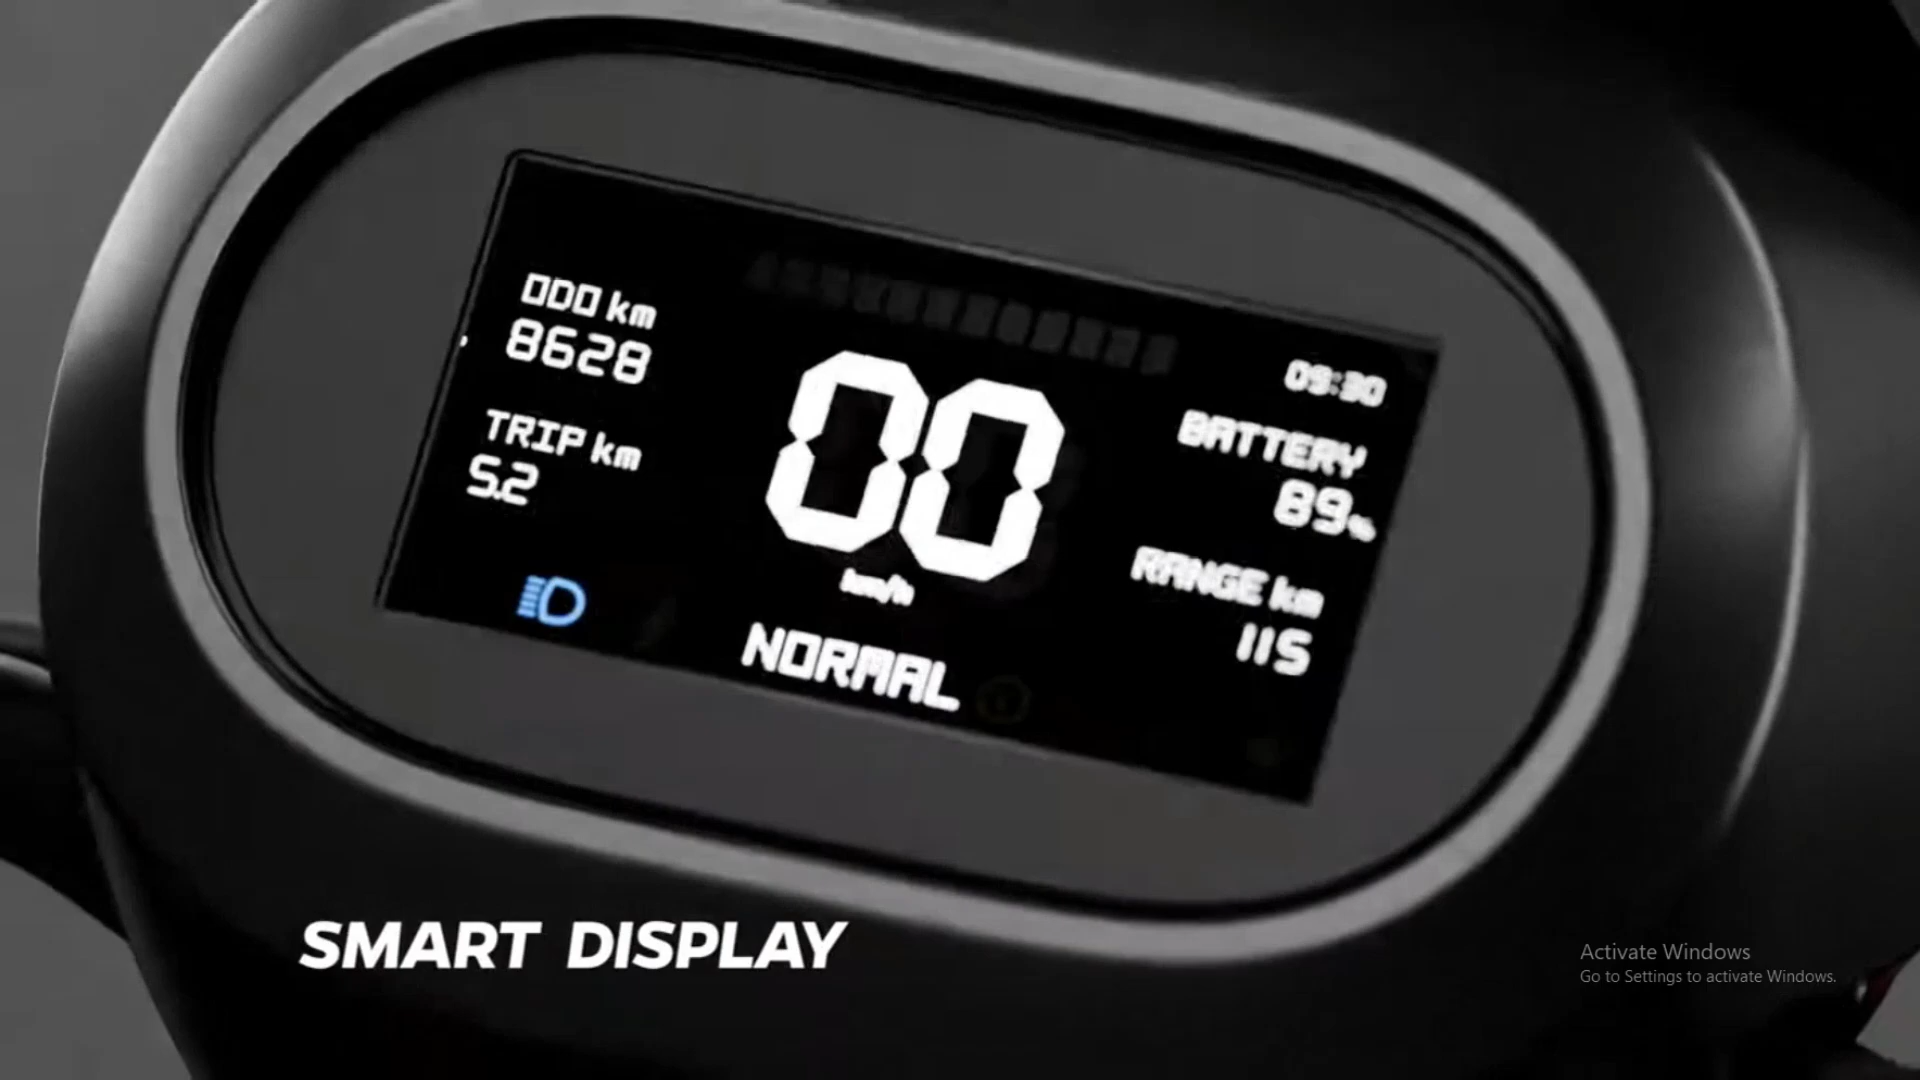 ODO km
8628
TRIP km
5.2
00
km/h
NORMAL
09:30
BATTERY
89%
RANGE km
115
SMART DISPLAY
Activate Windows
Go to Settings to activate Windows.